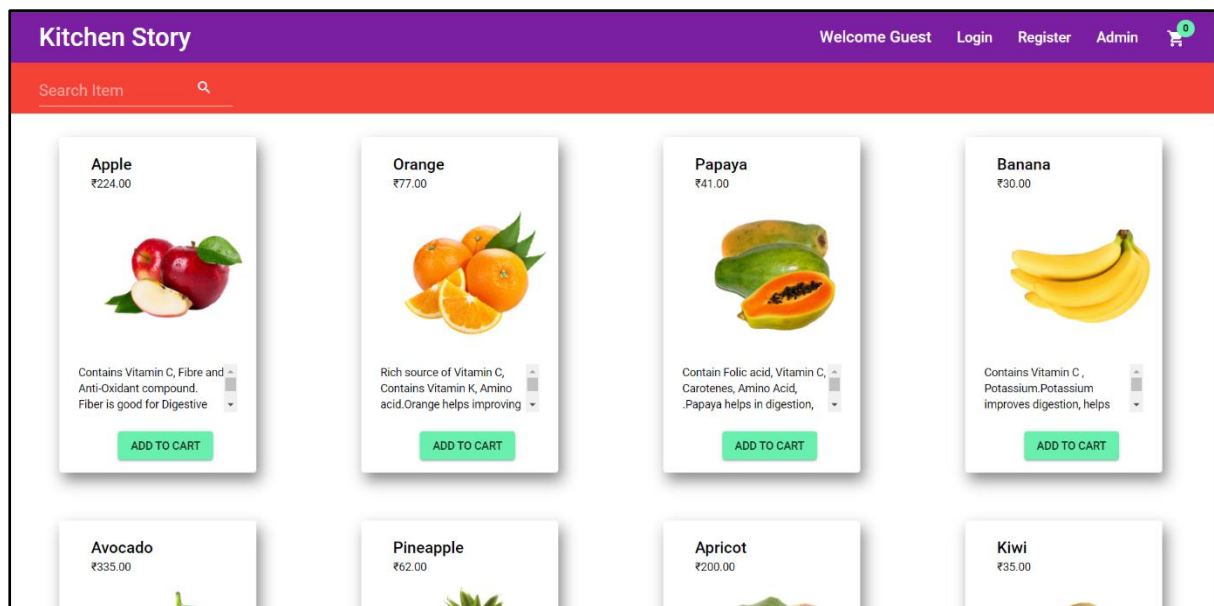 Kitchen Story
Welcome Guest Login Register Admin 0
Search Item
Apple
₹224.00
Contains Vitamin C, Fibre and
Anti-Oxidant compound.
Fiber is good for Digestive
ADD TO CART
Orange
₹77.00
Rich source of Vitamin C,
Contains Vitamin K, Amino
acid.Orange helps improving
ADD TO CART
Papaya
₹41.00
Contain Folic acid, Vitamin C,
Carotenes, Amino Acid,
.Papaya helps in digestion,
ADD TO CART
Banana
₹30.00
Contains Vitamin C ,
Potassium.Potassium
improves digestion, helps
ADD TO CART
Avocado
₹335.00
Pineapple
₹62.00
Apricot
₹200.00
Kiwi
₹35.00